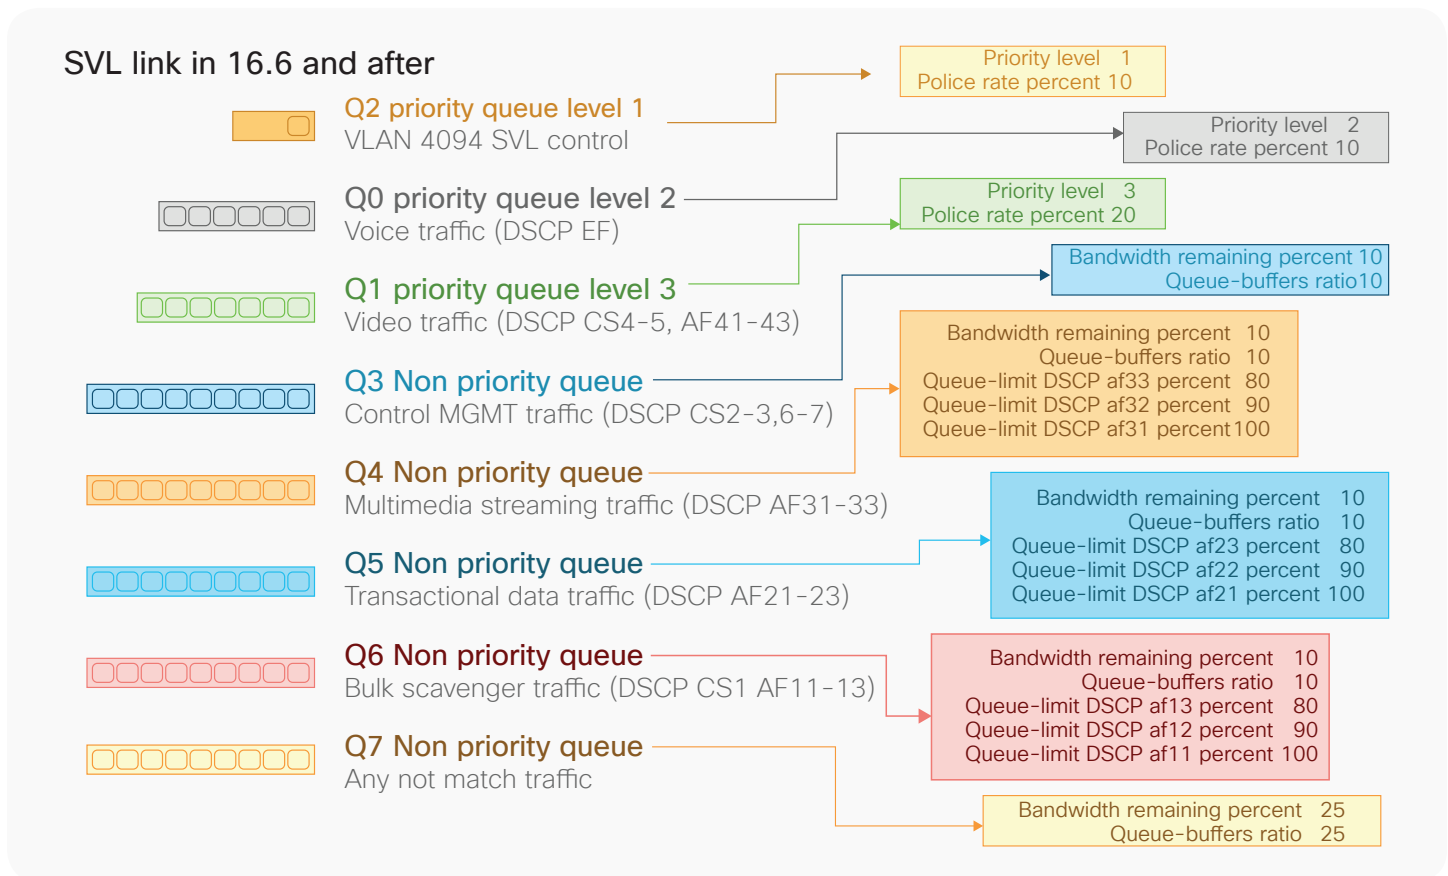 SVL link in 16.6 and after
Q2 priority queue level 1
VLAN 4094 SVL control
Priority level 1
Police rate percent 10
Q0 priority queue level 2
Voice traffic (DSCP EF)
Priority level 2
Police rate percent 10
Q1 priority queue level 3
Video traffic (DSCP CS4-5, AF41-43)
Priority level 3
Police rate percent 20
Q3 Non priority queue
Control MGMT traffic (DSCP CS2-3,6-7)
Bandwidth remaining percent 10
Queue-buffers ratio10
Q4 Non priority queue
Multimedia streaming traffic (DSCP AF31-33)
Bandwidth remaining percent 10
Queue-buffers ratio 10
Queue-limit DSCP af33 percent 80
Queue-limit DSCP af32 percent 90
Queue-limit DSCP af31 percent 100
Q5 Non priority queue
Transactional data traffic (DSCP AF21-23)
Bandwidth remaining percent 10
Queue-buffers ratio 10
Queue-limit DSCP af23 percent 80
Queue-limit DSCP af22 percent 90
Queue-limit DSCP af21 percent 100
Q6 Non priority queue
Bulk scavenger traffic (DSCP CS1 AF11-13)
Bandwidth remaining percent 10
Queue-buffers ratio 10
Queue-limit DSCP af13 percent 80
Queue-limit DSCP af12 percent 90
Queue-limit DSCP af11 percent 100
Q7 Non priority queue
Any not match traffic
Bandwidth remaining percent 25
Queue-buffers ratio 25